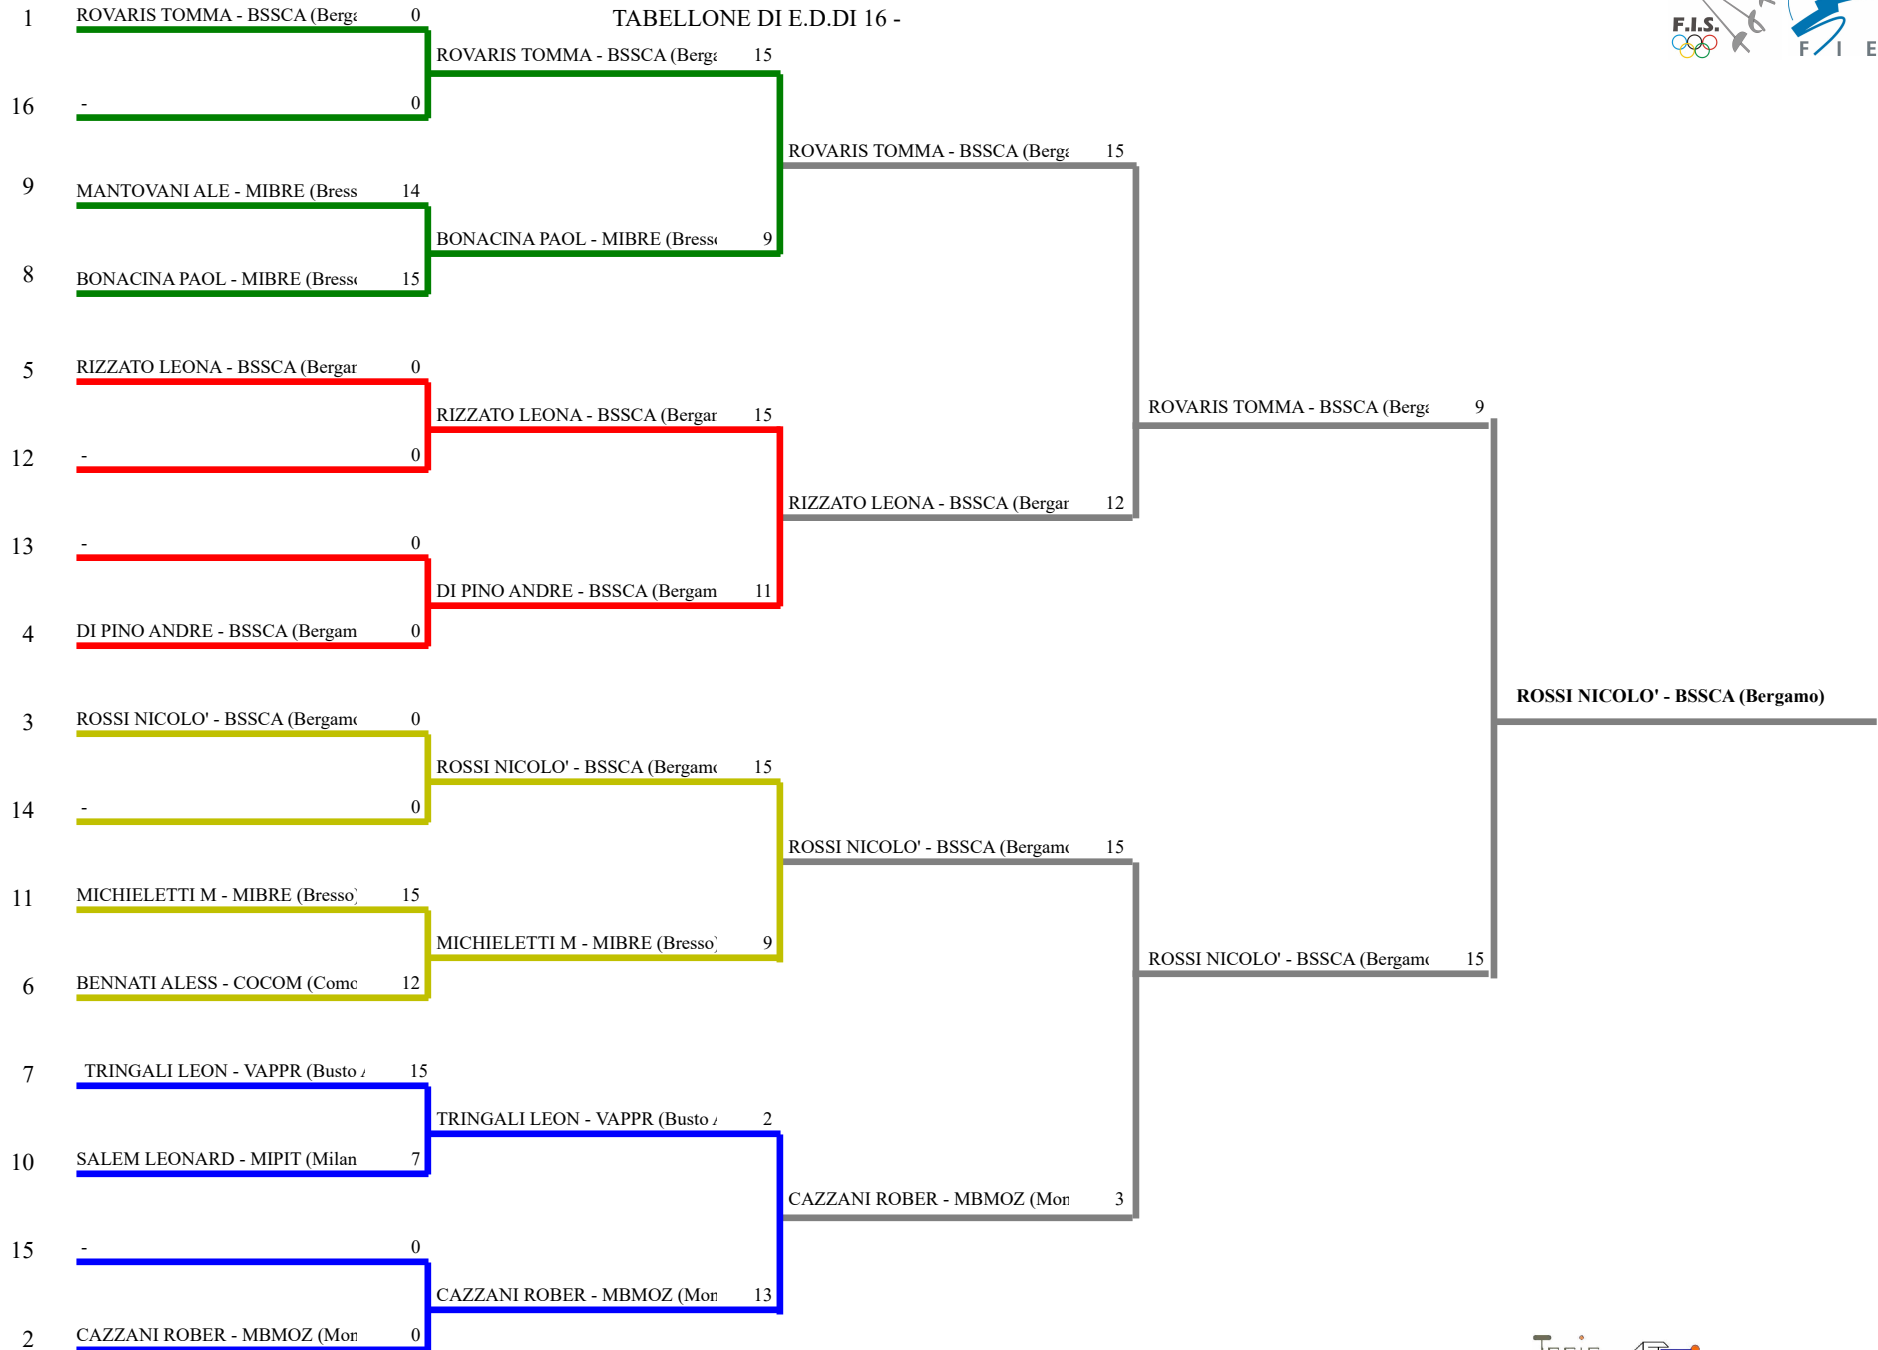 TABELLONE DI E.D.DI 16 -
F.I.S.
F I E
1 ROVARIS TOMMA - BSSCA (Berga 0
ROVARIS TOMMA - BSSCA (Berga 15
16 - 0
ROVARIS TOMMA - BSSCA (Berga 15
9 MANTOVANI ALE - MIBRE (Bress 14
BONACINA PAOL - MIBRE (Bresso 9
8 BONACINA PAOL - MIBRE (Bresso 15
5 RIZZATO LEONA - BSSCA (Bergar 0
ROVARIS TOMMA - BSSCA (Berga 9
RIZZATO LEONA - BSSCA (Bergar 15
12 - 0
RIZZATO LEONA - BSSCA (Bergar 12
13 - 0
DI PINO ANDRE - BSSCA (Bergam 11
4 DI PINO ANDRE - BSSCA (Bergam 0
ROSSI NICOLO' - BSSCA (Bergamo)
3 ROSSI NICOLO' - BSSCA (Bergamo 0
ROSSI NICOLO' - BSSCA (Bergamo 15
14 - 0
ROSSI NICOLO' - BSSCA (Bergamo 15
11 MICHIELETTI M - MIBRE (Bresso) 15
MICHIELETTI M - MIBRE (Bresso) 9
ROSSI NICOLO' - BSSCA (Bergamo 15
6 BENNATI ALESS - COCOM (Como 12
7 TRINGALI LEON - VAPPR (Busto A 15
TRINGALI LEON - VAPPR (Busto A 2
10 SALEM LEONARD - MIPIT (Milan 7
CAZZANI ROBER - MBMOZ (Mon 3
15 - 0
CAZZANI ROBER - MBMOZ (Mon 13
2 CAZZANI ROBER - MBMOZ (Mon 0